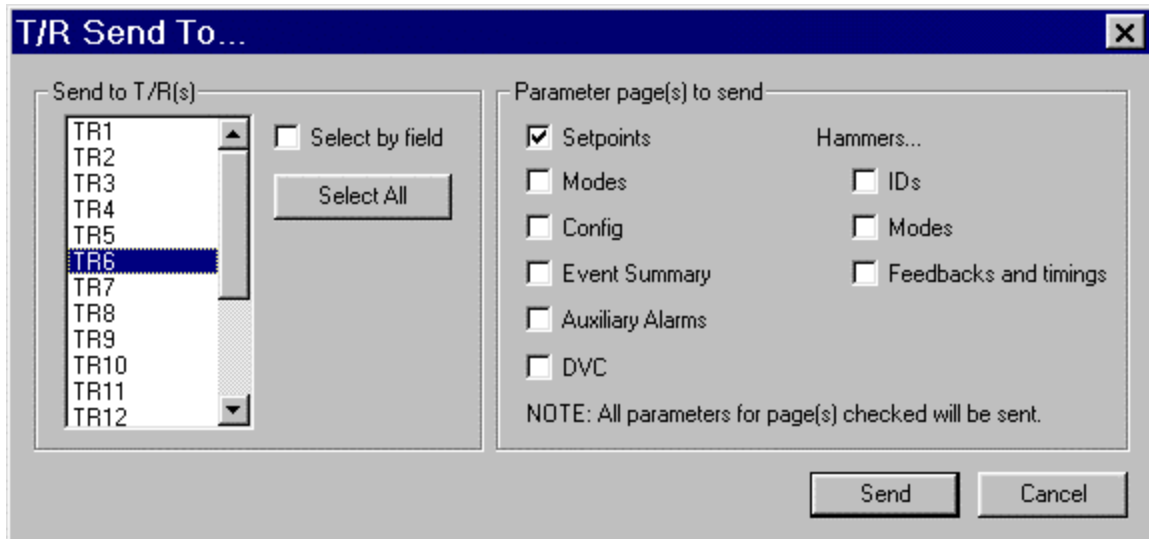 T/R Send To...
Send to T/R(s)
TR1
TR2
TR3
TR4
TR5
TR6
TR7
TR8
TR9
TR10
TR11
TR12
Select by field
Select All
Parameter page(s) to send
Setpoints
Modes
Config
Event Summary
Auxiliary Alarms
DVC
Hammers...
IDs
Modes
Feedbacks and timings
NOTE: All parameters for page(s) checked will be sent.
Send
Cancel